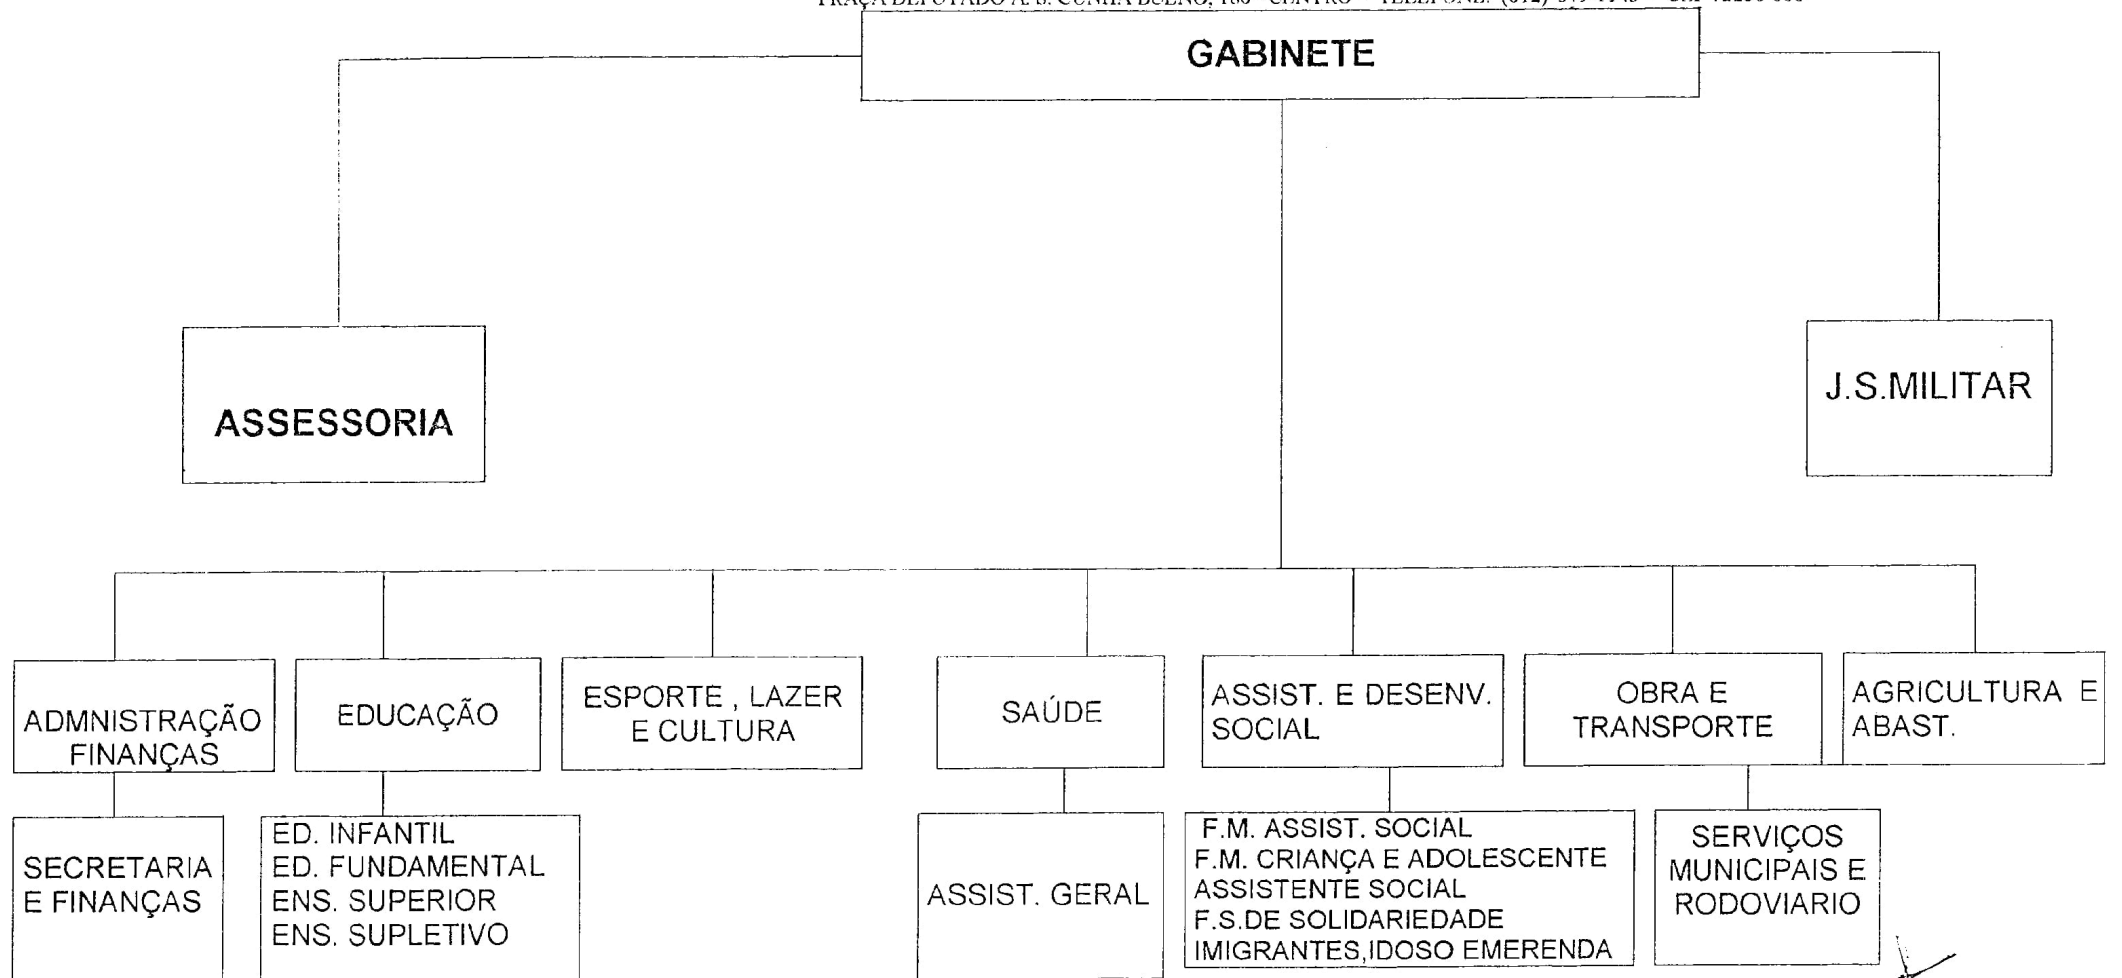 GABINETE
ASSESSORIA
J.S.MILITAR
ADMNISTRAÇÃO
FINANÇAS
EDUCAÇÃO
ESPORTE , LAZER
E CULTURA
SAÚDE
ASSIST. E DESENV.
SOCIAL
OBRA E
TRANSPORTE
AGRICULTURA E
ABAST.
SECRETARIA
E FINANÇAS
ED. INFANTIL
ED. FUNDAMENTAL
ENS. SUPERIOR
ENS. SUPLETIVO
ASSIST. GERAL
F.M. ASSIST. SOCIAL
F.M. CRIANÇA E ADOLESCENTE
ASSISTENTE SOCIAL
F.S.DE SOLIDARIEDADE
IMIGRANTES,IDOSO EMERENDA
SERVIÇOS
MUNICIPAIS E
RODOVIARIO